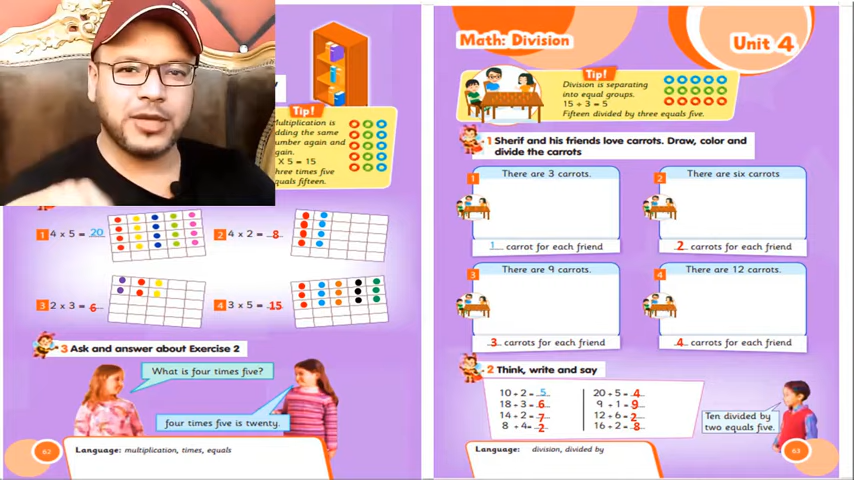 y
Tip!
ultiplication is
dding the same
umber again and
gain.
X 5 = 15
hree times five
quals fifteen.
1 4 x 5 = 20
2 4 x 2 = 8
3 2 x 3 = 6
4 3 x 5 = 15
3 Ask and answer about Exercise 2
What is four times five?
four times five is twenty.
62
Language: multiplication, times, equals
Math: Division
Unit 4
Tip!
Division is separating
into equal groups.
15 ÷ 3 = 5
Fifteen divided by three equals five.
1 Sherif and his friends love carrots. Draw, color and
divide the carrots
1 There are 3 carrots.
1 carrot for each friend
2 There are six carrots
2 carrots for each friend
3 There are 9 carrots.
3 carrots for each friend
4 There are 12 carrots.
4 carrots for each friend
2 Think, write and say
10 ÷ 2 = 5
18 ÷ 3 = 6
14 ÷ 2 = 7
8 ÷ 4 = 2
20 ÷ 5 = 4
9 ÷ 1 = 9
12 ÷ 6 = 2
16 ÷ 2 = 8
Ten divided by
two equals five.
Language: division, divided by
63